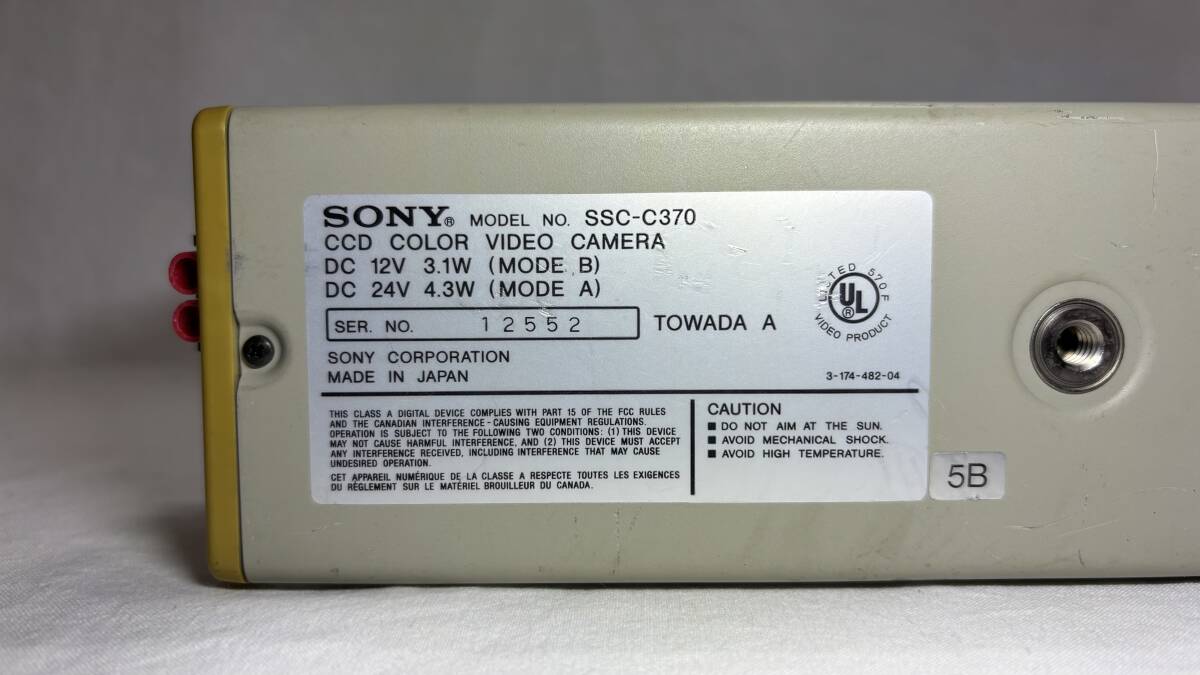 SONY® MODEL NO. SSC-C370
CCD COLOR VIDEO CAMERA
DC 12V 3.1W (MODE B)
DC 24V 4.3W (MODE A)
SER. NO. 12552 TOWADA A
LISTED 570F
UL®
VIDEO PRODUCT
SONY CORPORATION
MADE IN JAPAN
3-174-482-04
THIS CLASS A DIGITAL DEVICE COMPLIES WITH PART 15 OF THE FCC RULES
AND THE CANADIAN INTERFERENCE-CAUSING EQUIPMENT REGULATIONS.
OPERATION IS SUBJECT TO THE FOLLOWING TWO CONDITIONS: (1) THIS DEVICE
MAY NOT CAUSE HARMFUL INTERFERENCE, AND (2) THIS DEVICE MUST ACCEPT
ANY INTERFERENCE RECEIVED, INCLUDING INTERFERENCE THAT MAY CAUSE
UNDESIRED OPERATION.
CET APPAREIL NUMÉRIQUE DE LA CLASSE A RESPECTE TOUTES LES EXIGENCES
DU RÈGLEMENT SUR LE MATÉRIEL BROUILLEUR DU CANADA.
CAUTION
■ DO NOT AIM AT THE SUN.
■ AVOID MECHANICAL SHOCK.
■ AVOID HIGH TEMPERATURE.
5B